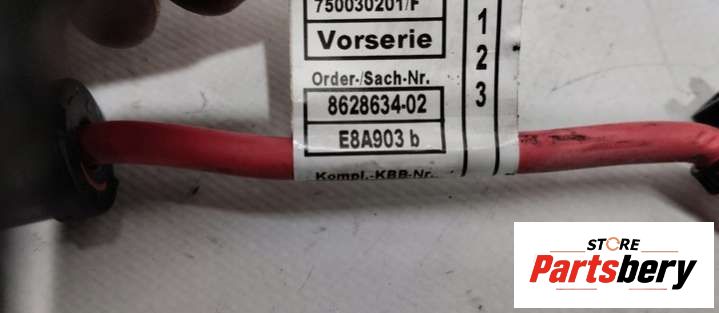 750030201/F
Vorserie
Order-/Sach-Nr.
8628634-02
E8A903 b
Kompl.-KBB-Nr.
1
2
3
STORE
Partsbery